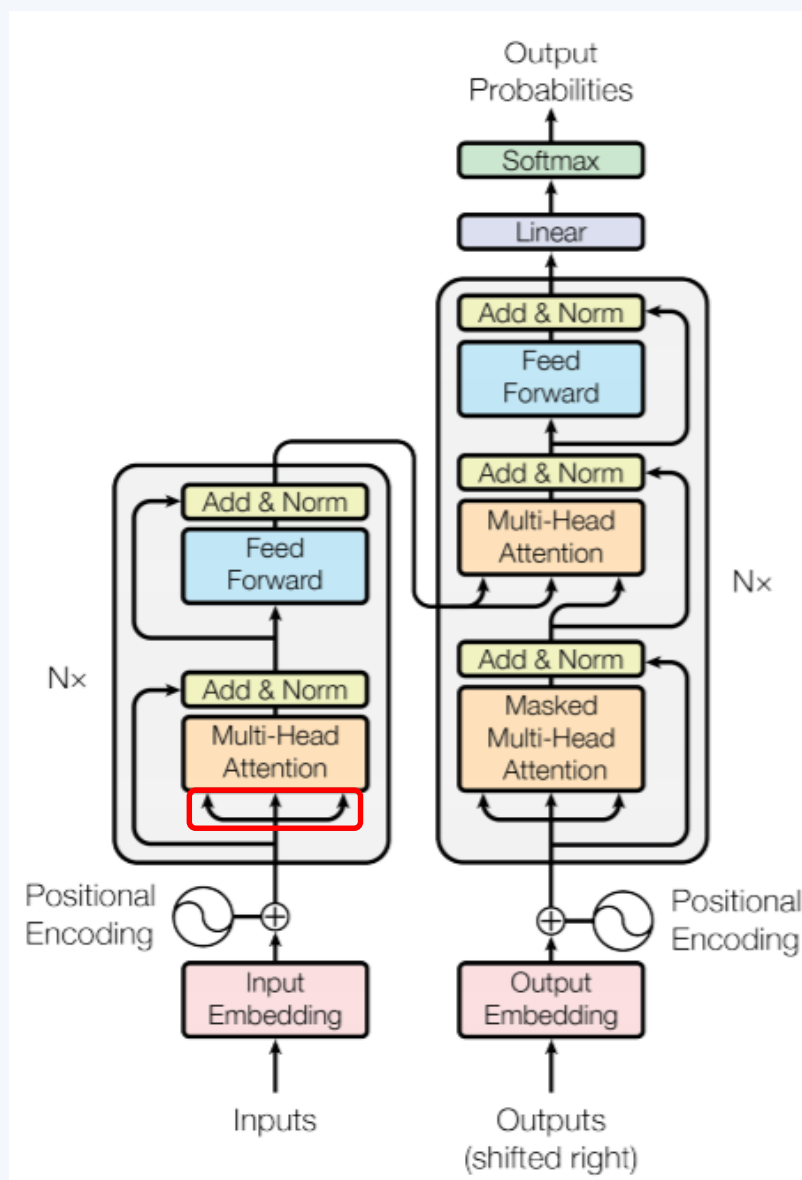 Output
Probabilities
Softmax
Linear
Add & Norm
Feed
Forward
Add & Norm
Multi-Head
Attention
Add & Norm
Masked
Multi-Head
Attention
Nx
Add & Norm
Feed
Forward
Add & Norm
Multi-Head
Attention
Nx
Positional
Encoding
Positional
Encoding
Input
Embedding
Output
Embedding
Inputs
Outputs
(shifted right)